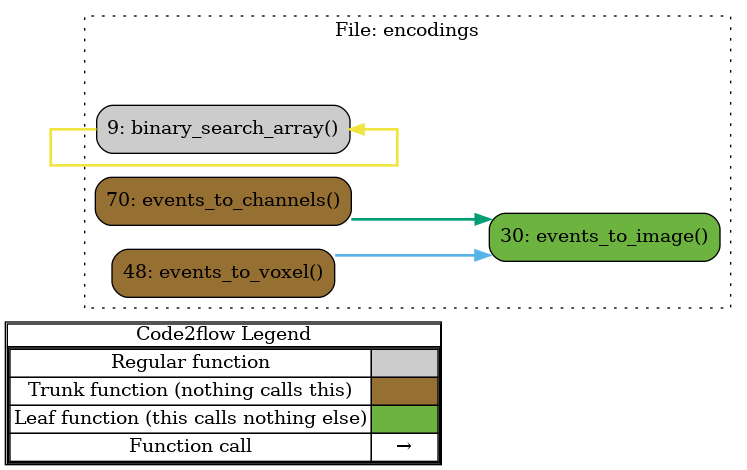 File: encodings
9: binary_search_array()
70: events_to_channels()
30: events_to_image()
48: events_to_voxel()
Code2flow Legend
Regular function
Trunk function (nothing calls this)
Leaf function (this calls nothing else)
Function call →